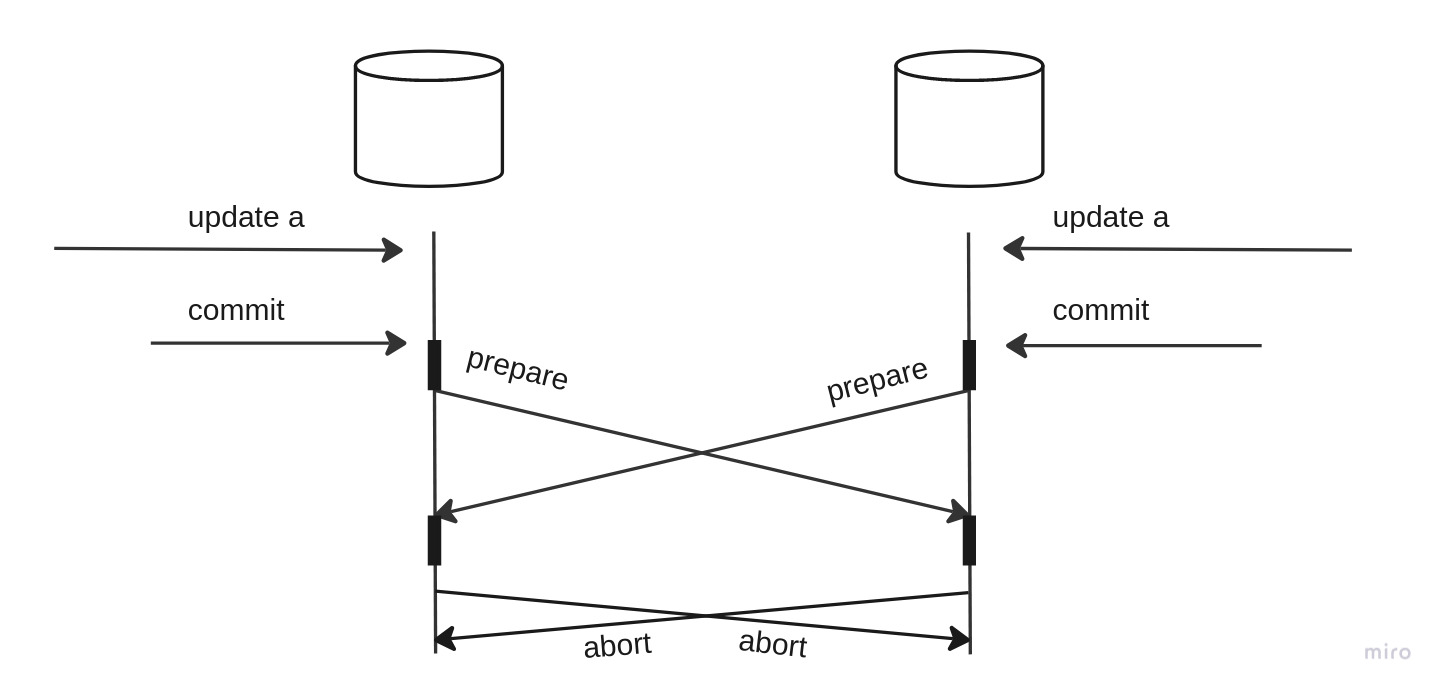 update a
update a
commit
commit
prepare
prepare
abort
abort
miro